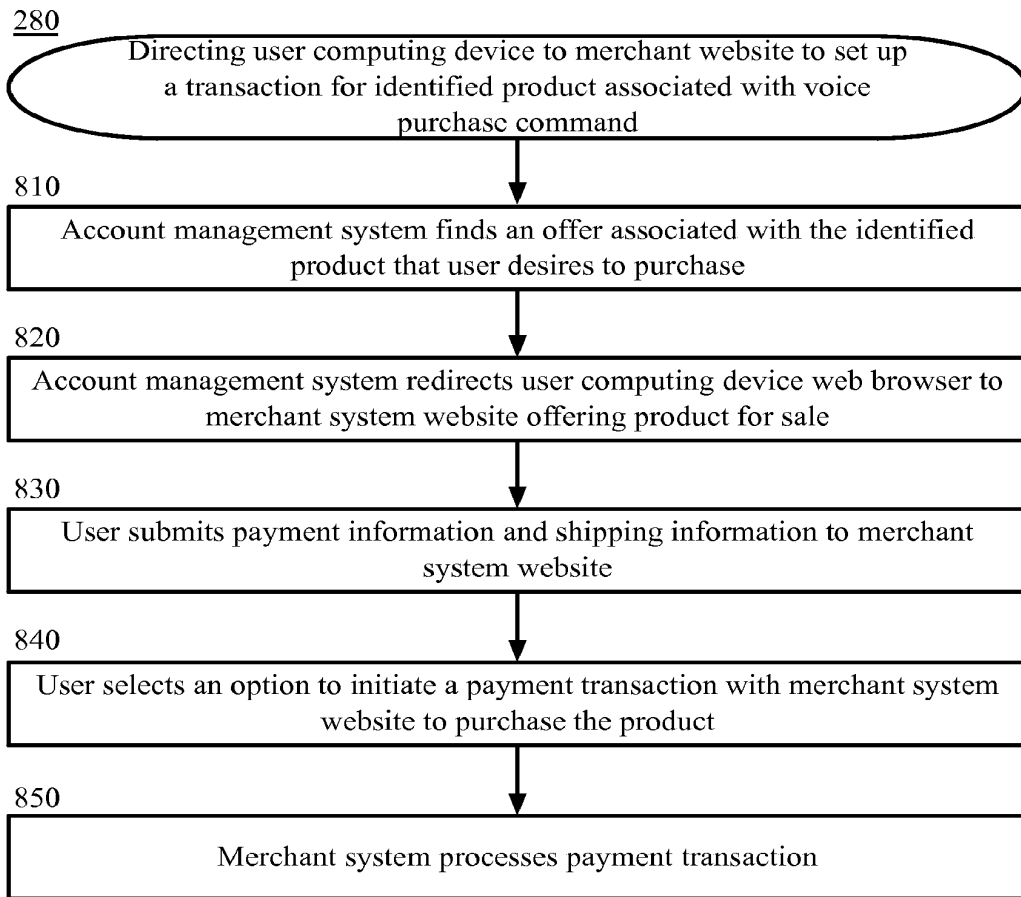 280
Directing user computing device to merchant website to set up
a transaction for identified product associated with voice
purchase command
810
Account management system finds an offer associated with the identified
product that user desires to purchase
820
Account management system redirects user computing device web browser to
merchant system website offering product for sale
830
User submits payment information and shipping information to merchant
system website
840
User selects an option to initiate a payment transaction with merchant system
website to purchase the product
850
Merchant system processes payment transaction